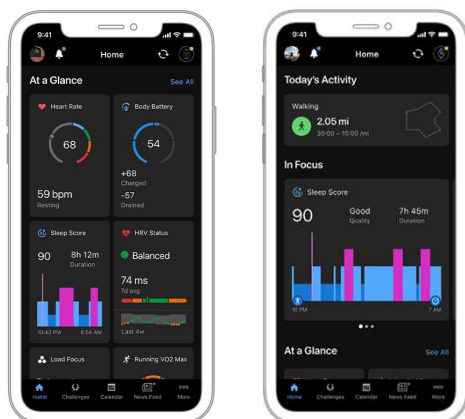 9:41
Home
At a Glance
See All
Heart Rate
68
59 bpm
Resting
Body Battery
54
+68
Charged
-57
Drained
Sleep Score
90
8h 12m
Duration
10:42 PM
6:54 AM
HRV Status
Balanced
74 ms
7d avg
Last 4w
Load Focus
Running VO2 Max
Home
Challenges
Calendar
News Feed
More
9:41
Home
Today's Activity
Walking
2.05 mi
30:00 • 15:00 /mi
In Focus
Sleep Score
90
Good
Quality
7h 45m
Duration
10 PM
7 AM
At a Glance
See All
Home
Challenges
Calendar
News Feed
More